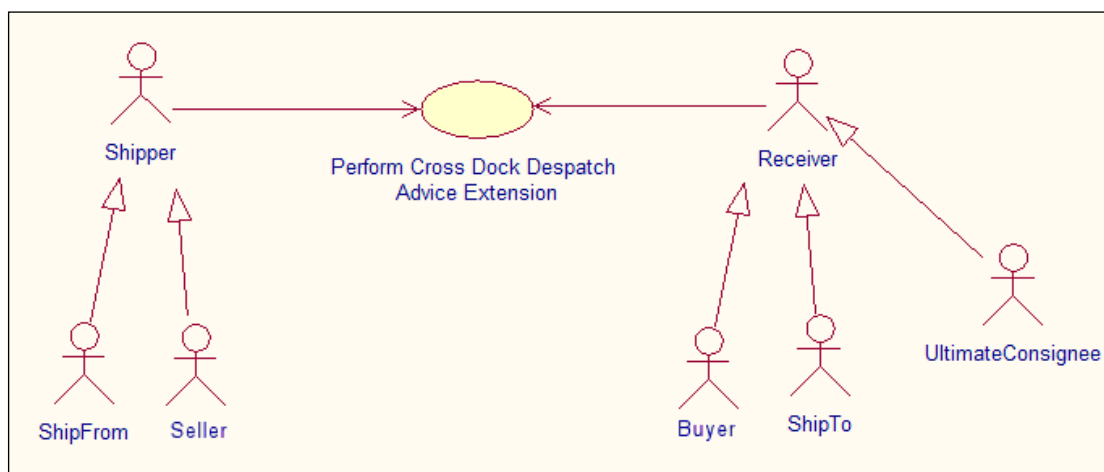 Shipper
Perform Cross Dock Despatch
Advice Extension
Receiver
UltimateConsignee
ShipFrom
Seller
Buyer
ShipTo